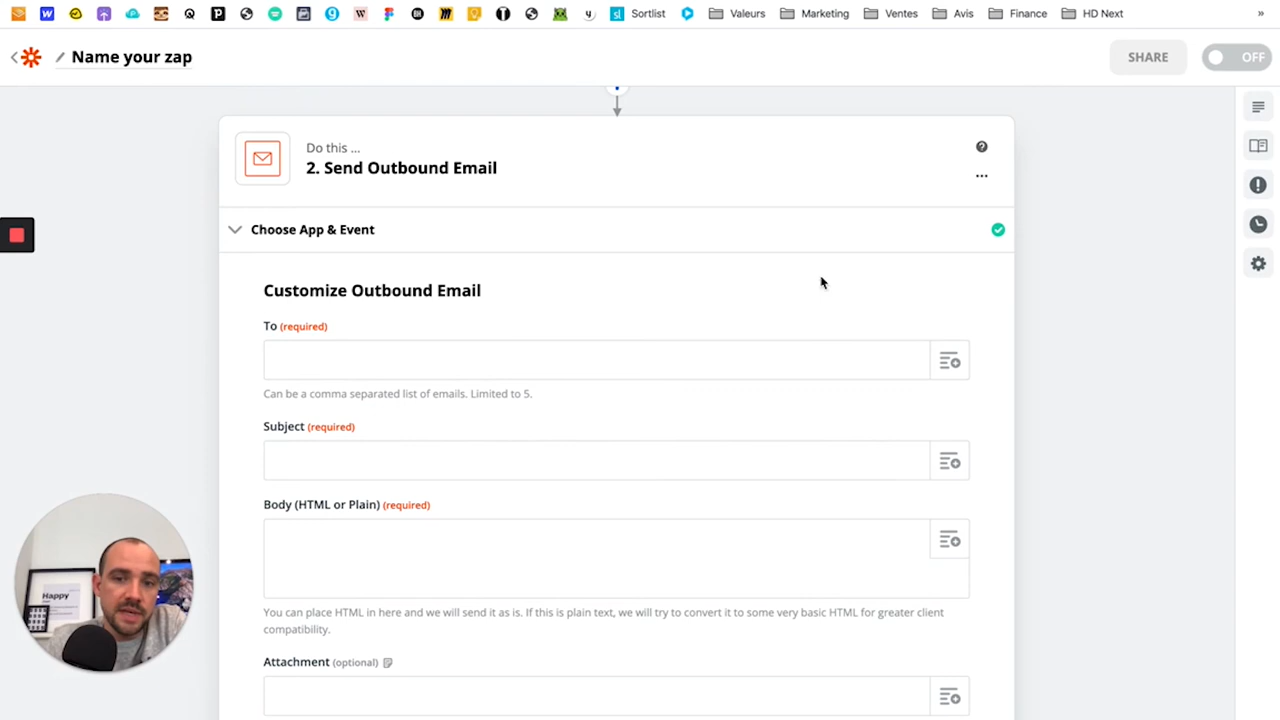 Sortlist
Valeurs
Marketing
Ventes
Avis
Finance
HD Next
»
Name your zap
SHARE
OFF
Do this ...
2. Send Outbound Email
Choose App & Event
Customize Outbound Email
To (required)
Can be a comma separated list of emails. Limited to 5.
Subject (required)
Body (HTML or Plain) (required)
You can place HTML in here and we will send it as is. If this is plain text, we will try to convert it to some very basic HTML for greater client
compatibility.
Attachment (optional)
Happy